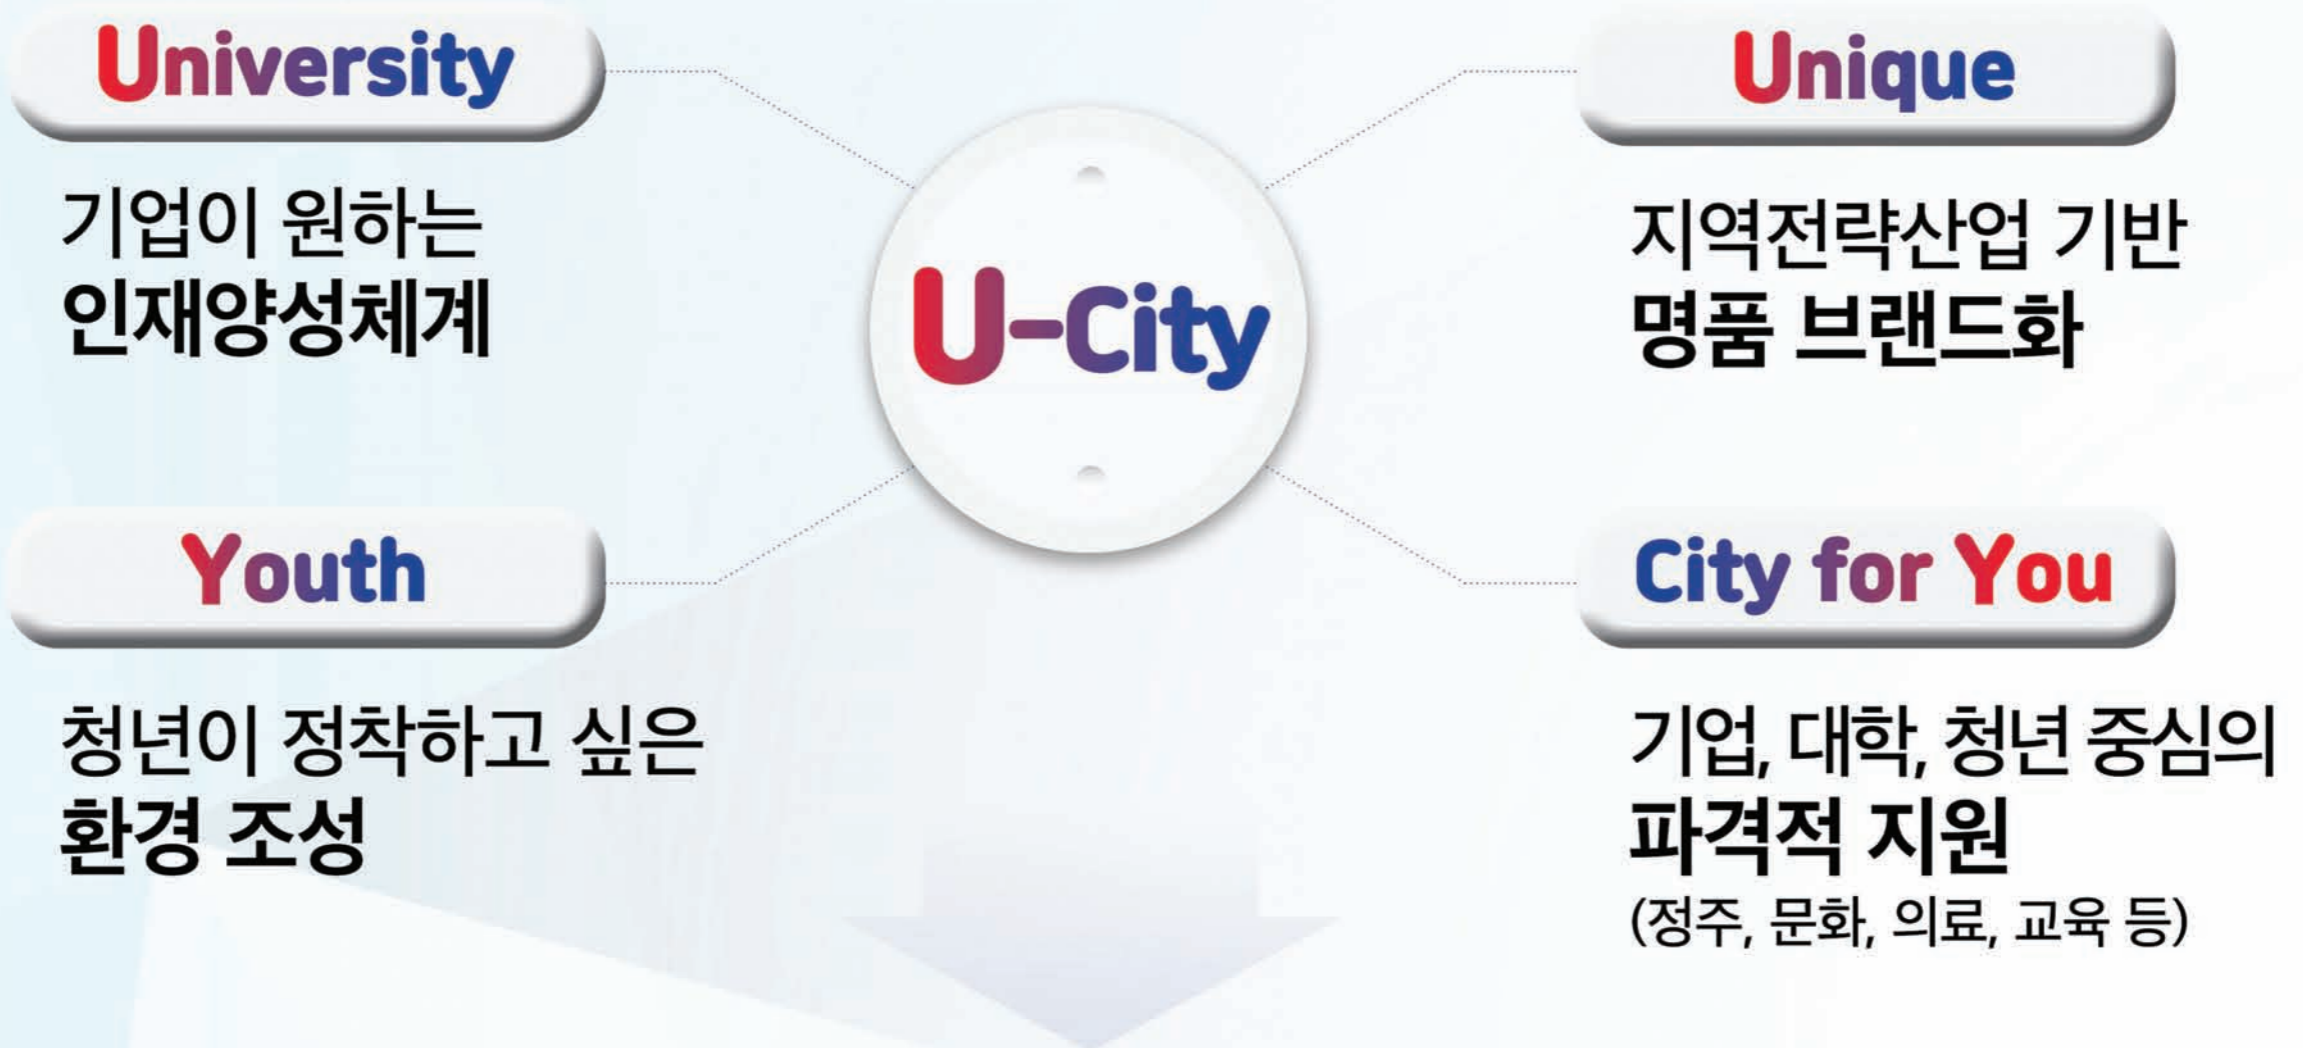 University
기업이 원하는
인재양성체계
Unique
지역전략산업 기반
명품 브랜드화
U-City
Youth
청년이 정착하고 싶은
환경 조성
City for You
기업, 대학, 청년 중심의
파격적 지원
(정주, 문화, 의료, 교육 등)